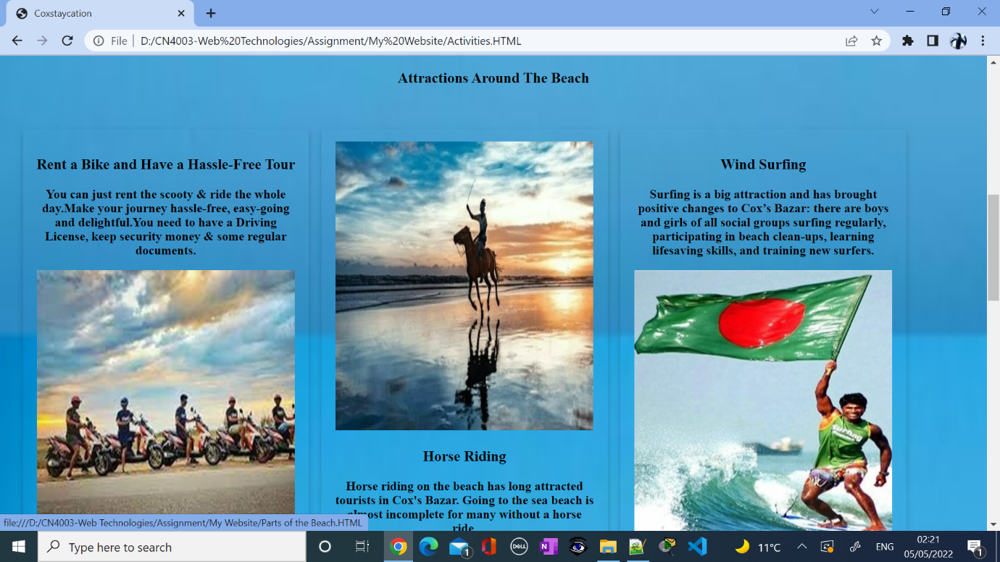 Coxstaycation
File
D:/CN4003-Web%20Technologies/Assignment/My%20Website/Activities.HTML
Attractions Around The Beach
Rent a Bike and Have a Hassle-Free Tour
You can just rent the scooty & ride the whole
day.Make your journey hassle-free, easy-going
and delightful.You need to have a Driving
License, keep security money & some regular
documents.
Horse Riding
Horse riding on the beach has long attracted
tourists in Cox's Bazar. Going to the sea beach is
almost incomplete for many without a horse
ride
Wind Surfing
Surfing is a big attraction and has brought
positive changes to Cox’s Bazar: there are boys
and girls of all social groups surfing regularly,
participating in beach clean-ups, learning
lifesaving skills, and training new surfers.
surfing
file:///D:/CN4003-Web Technologies/Assignment/My Website/Parts of the Beach.HTML
Type here to search
1
DELL
N
11°C
ENG
02:21
05/05/2022
1